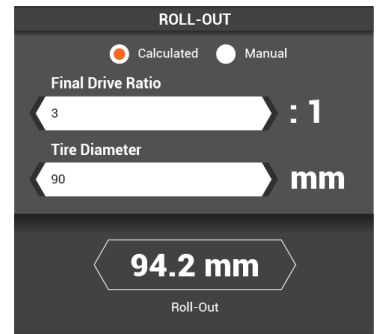 ROLL-OUT
Calculated Manual
Final Drive Ratio
3 : 1
Tire Diameter
90 mm
94.2 mm
Roll-Out